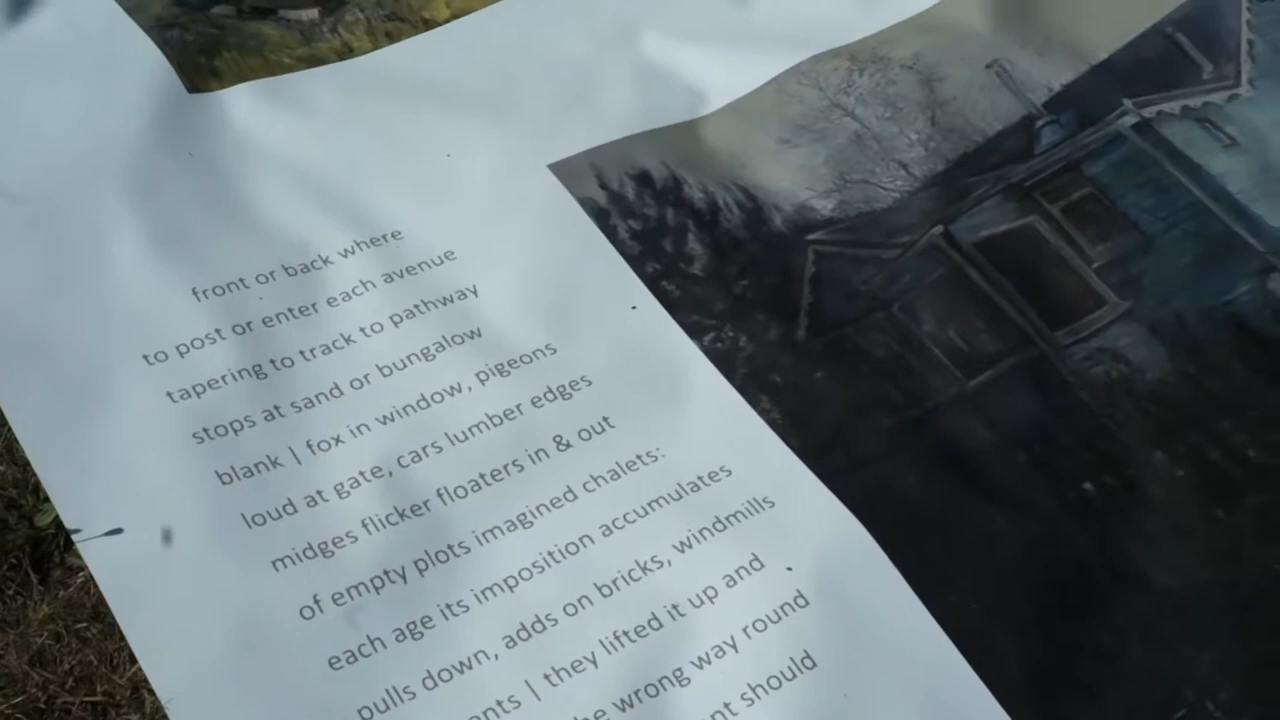 front or back where
to post or enter each avenue
tapering to track to pathway
stops at sand or bungalow
blank | fox in window, pigeons
loud at gate, cars lumber edges
midges flicker floaters in & out
of empty plots imagined chalets:
each age its imposition accumulates
pulls down, adds on bricks, windmills
| they lifted it up and
wrong way round
should